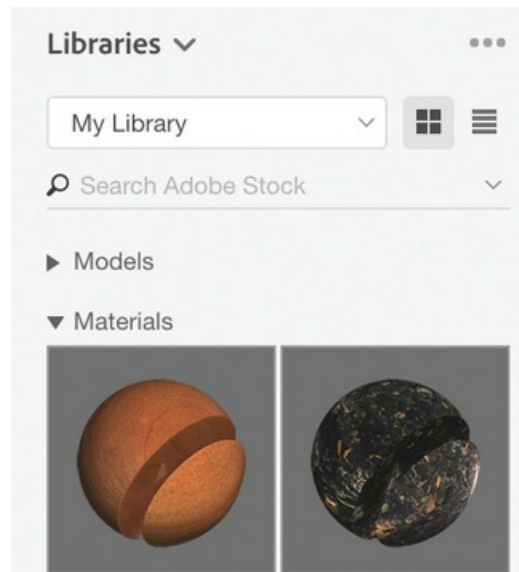 Libraries
My Library
Search Adobe Stock
Models
Materials